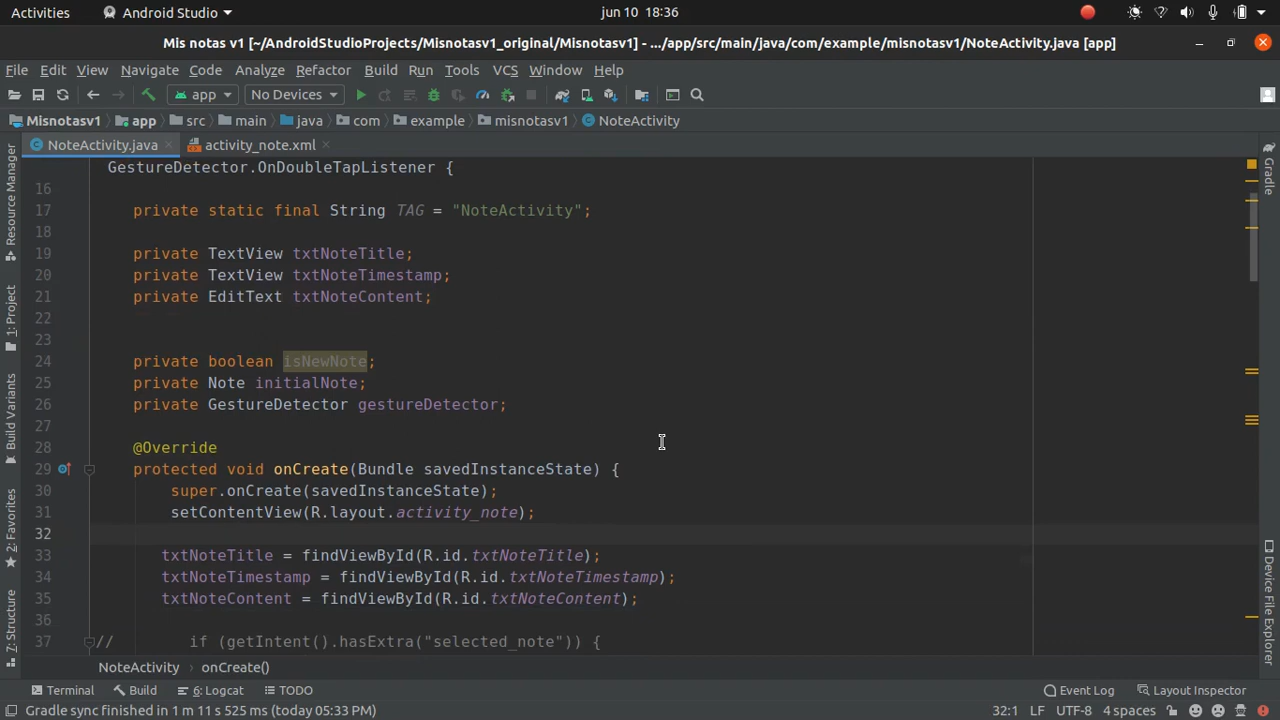 Activities Android Studio jun 10 18:36
Mis notas v1 [~/AndroidStudioProjects/Misnotasv1_original/Misnotasv1] - .../app/src/main/java/com/example/misnotasv1/NoteActivity.java [app]
File Edit View Navigate Code Analyze Refactor Build Run Tools VCS Window Help
app No Devices
Misnotasv1 app src main java com example misnotasv1 NoteActivity
NoteActivity.java activity_note.xml
GestureDetector.OnDoubleTapListener {
16
17 private static final String TAG = "NoteActivity";
18
19 private TextView txtNoteTitle;
20 private TextView txtNoteTimestamp;
21 private EditText txtNoteContent;
22
23
24 private boolean isNewNote;
25 private Note initialNote;
26 private GestureDetector gestureDetector;
27
28 @Override
29 protected void onCreate(Bundle savedInstanceState) {
30 super.onCreate(savedInstanceState);
31 setContentView(R.layout.activity_note);
32
33 txtNoteTitle = findViewById(R.id.txtNoteTitle);
34 txtNoteTimestamp = findViewById(R.id.txtNoteTimestamp);
35 txtNoteContent = findViewById(R.id.txtNoteContent);
36
37 // if (getIntent().hasExtra("selected_note")) {
Resource Manager
1: Project
Build Variants
2: Favorites
7: Structure
Gradle
Device File Explorer
NoteActivity onCreate()
Terminal Build 6: Logcat TODO Event Log Layout Inspector
Gradle sync finished in 1 m 11 s 525 ms (today 05:33 PM) 32:1 LF UTF-8 4 spaces